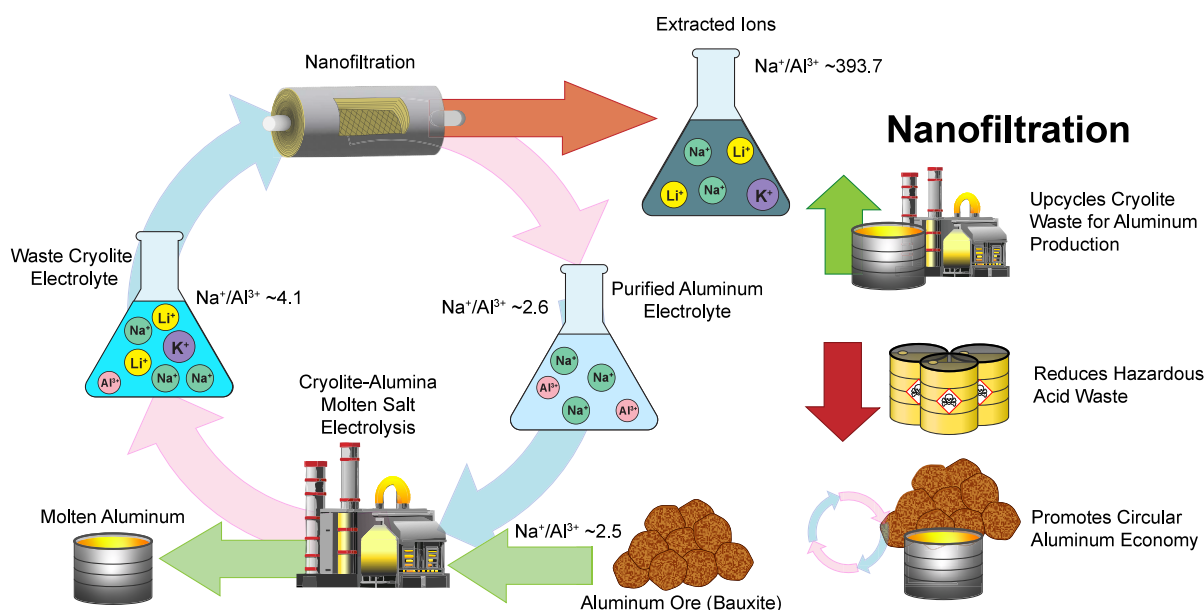 Extracted Ions
Na⁺/Al³⁺ ~393.7
Nanofiltration
Na⁺
Li⁺
Li⁺
Na⁺
K⁺
Waste Cryolite
Electrolyte
Na⁺/Al³⁺ ~4.1
Li⁺
Na⁺
K⁺
Li⁺
Al³⁺
Na⁺
Na⁺
Na⁺/Al³⁺ ~2.6
Purified Aluminum
Electrolyte
Na⁺
Al³⁺
Na⁺
Na⁺
Al³⁺
Cryolite-Alumina
Molten Salt
Electrolysis
Molten Aluminum
Na⁺/Al³⁺ ~2.5
Aluminum Ore (Bauxite)
Nanofiltration
Upcycles Cryolite
Waste for Aluminum
Production
Reduces Hazardous
Acid Waste
Promotes Circular
Aluminum Economy